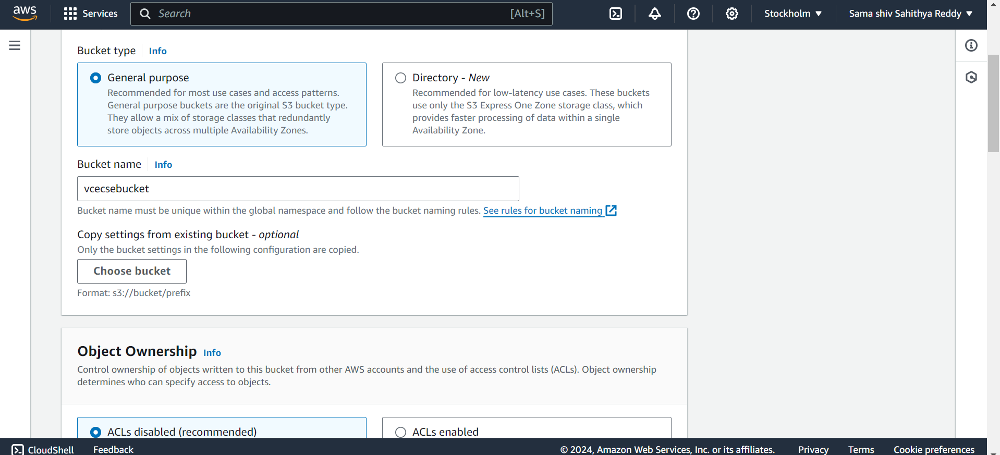 aws
Services
Search
[Alt+S]
Stockholm
Sama shiv Sahithya Reddy
Bucket type
Info
General purpose
Recommended for most use cases and access patterns.
General purpose buckets are the original S3 bucket type.
They allow a mix of storage classes that redundantly
store objects across multiple Availability Zones.
Directory - New
Recommended for low-latency use cases. These buckets
use only the S3 Express One Zone storage class, which
provides faster processing of data within a single
Availability Zone.
Bucket name
Info
vcecsebucket
Bucket name must be unique within the global namespace and follow the bucket naming rules. See rules for bucket naming
Copy settings from existing bucket - optional
Only the bucket settings in the following configuration are copied.
Choose bucket
Format: s3://bucket/prefix
Object Ownership
Info
Control ownership of objects written to this bucket from other AWS accounts and the use of access control lists (ACLs). Object ownership
determines who can specify access to objects.
ACLs disabled (recommended)
ACLs enabled
CloudShell
Feedback
© 2024, Amazon Web Services, Inc. or its affiliates.
Privacy
Terms
Cookie preferences